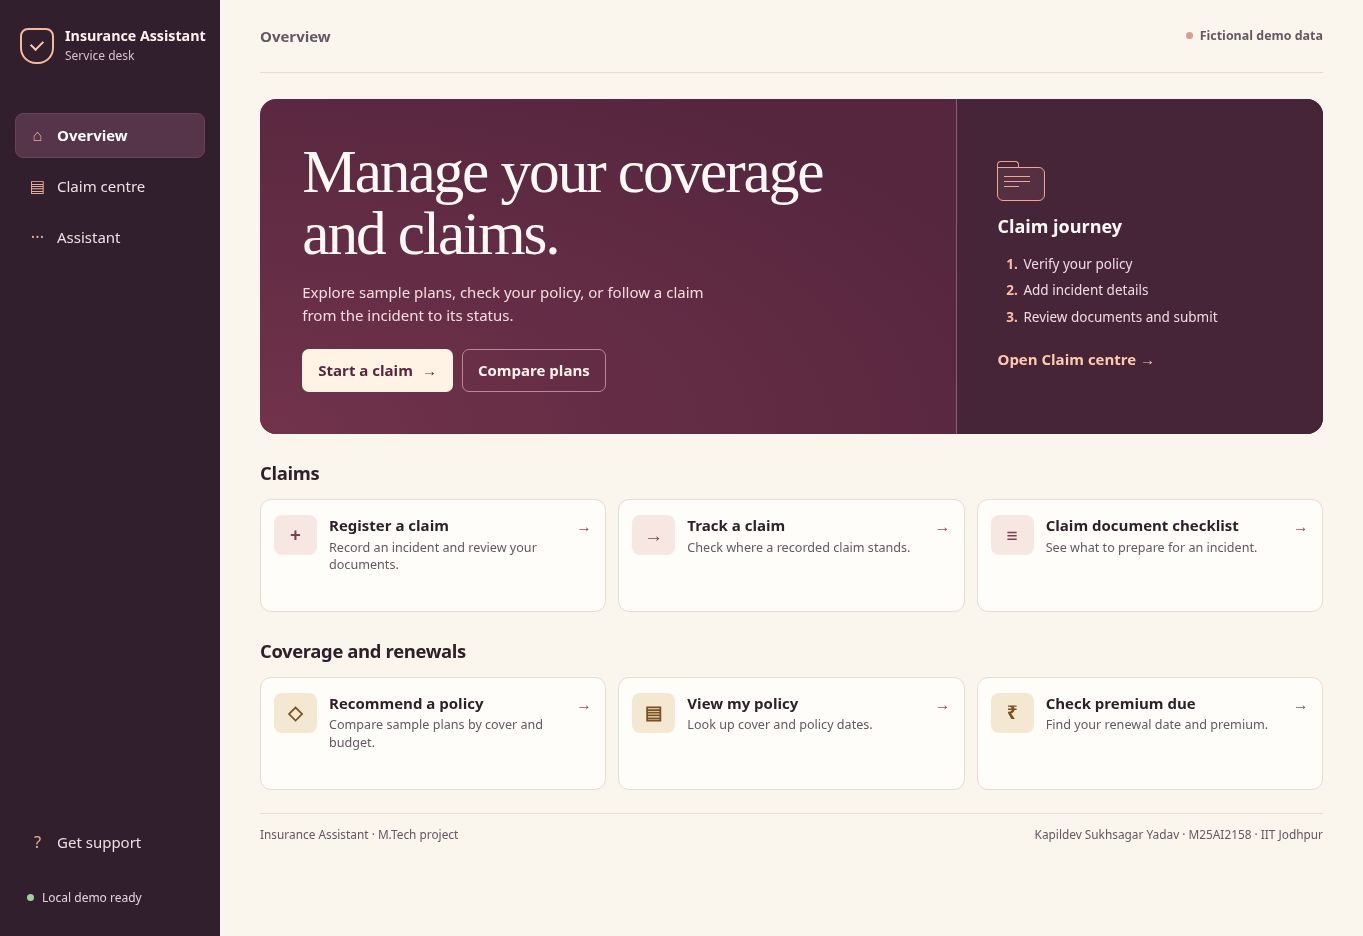 Insurance Assistant
Service desk
⌂ Overview
▤ Claim centre
··· Assistant
? Get support
Local demo ready
Overview
Fictional demo data
Manage your coverage
and claims.
Explore sample plans, check your policy, or follow a claim
from the incident to its status.
Start a claim →
Compare plans
Claim journey
1. Verify your policy
2. Add incident details
3. Review documents and submit
Open Claim centre →
Claims
+ Register a claim →
Record an incident and review your
documents.
→ Track a claim →
Check where a recorded claim stands.
≡ Claim document checklist →
See what to prepare for an incident.
Coverage and renewals
◇ Recommend a policy →
Compare sample plans by cover and
budget.
▤ View my policy →
Look up cover and policy dates.
₹ Check premium due →
Find your renewal date and premium.
Insurance Assistant · M.Tech project
Kapildev Sukhsagar Yadav · M25AI2158 · IIT Jodhpur